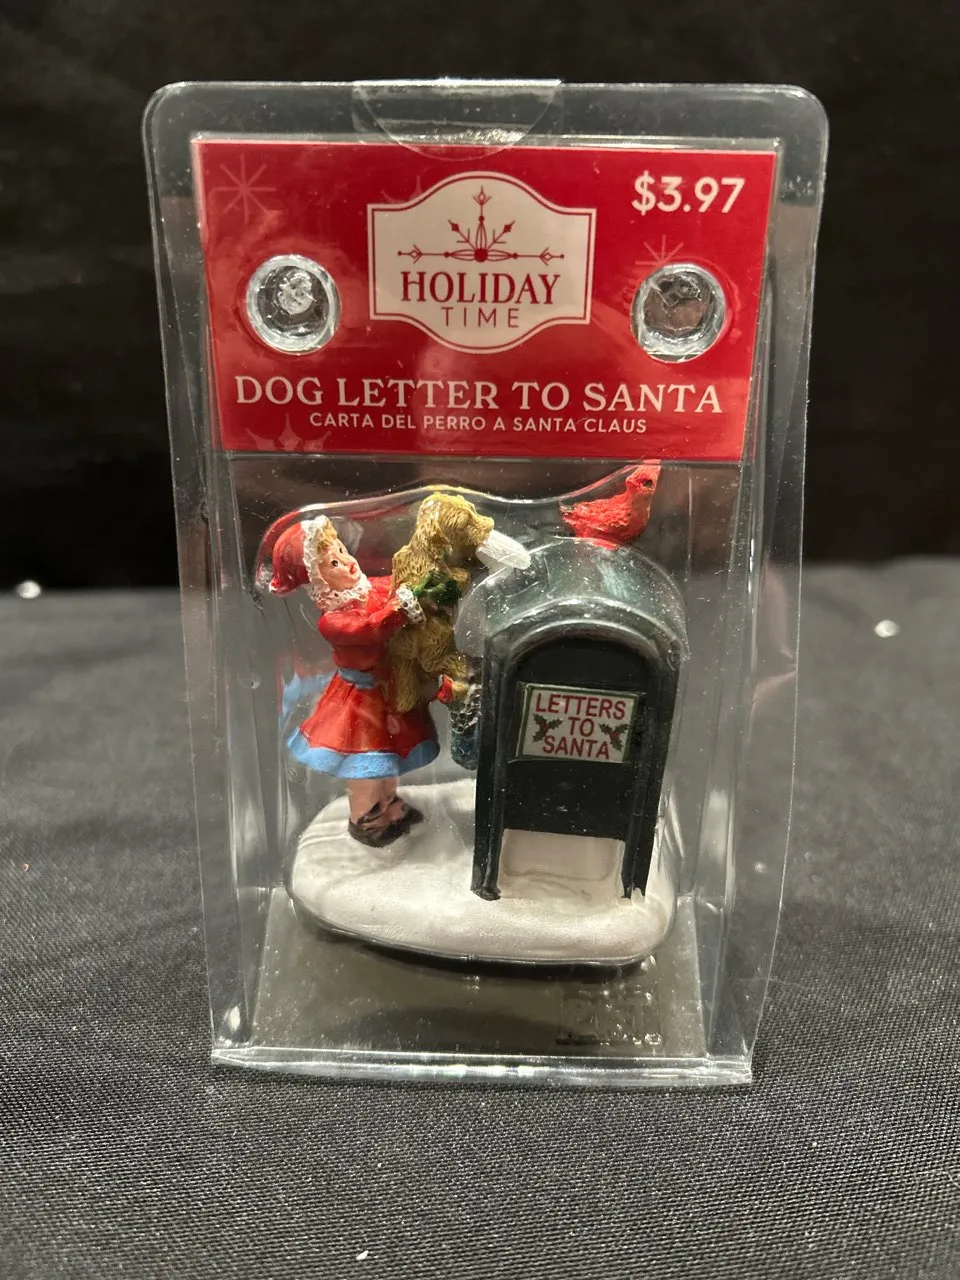 $3.97
HOLIDAY
TIME
DOG LETTER TO SANTA
CARTA DEL PERRO A SANTA CLAUS
LETTERS
TO
SANTA